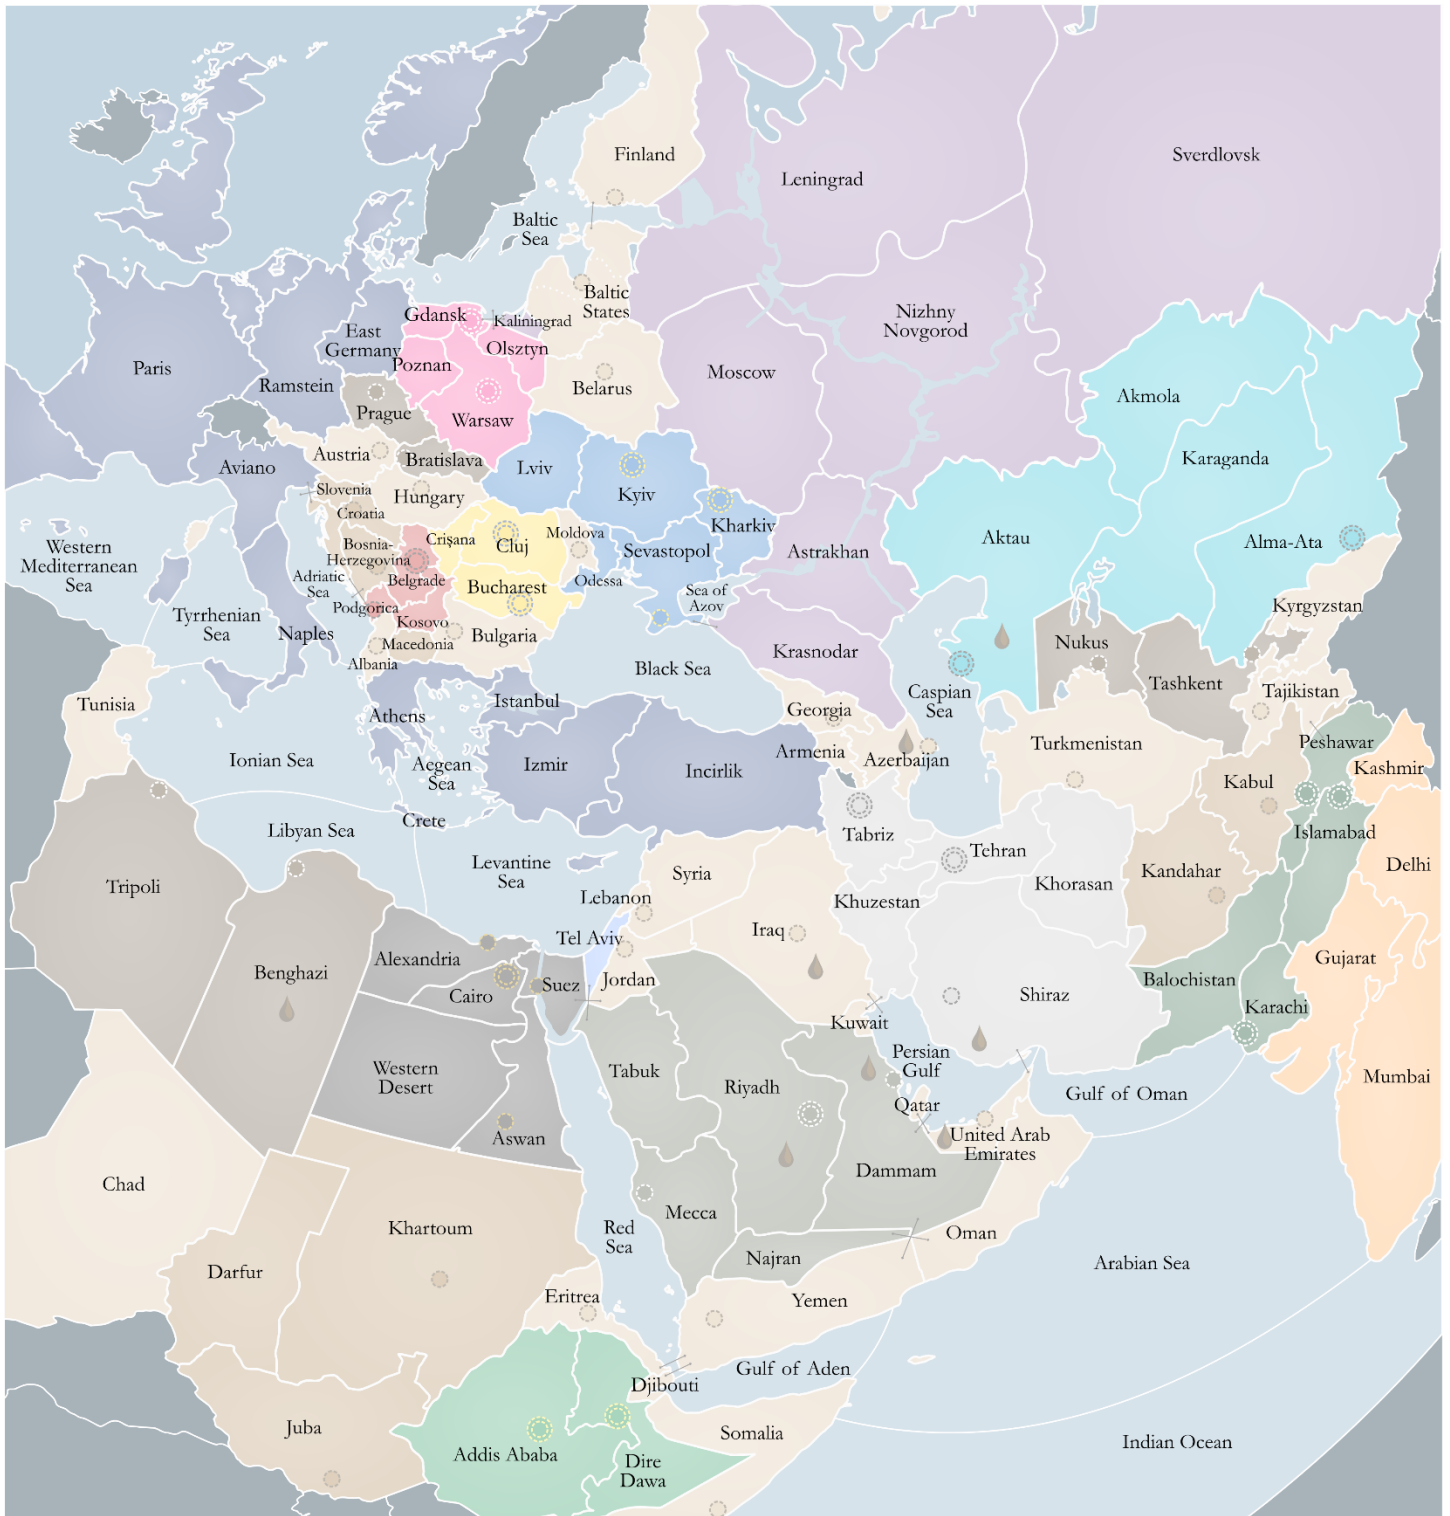 Finland
Leningrad
Sverdlovsk
Baltic
Sea
Baltic
States
Nizhny
Novgorod
Gdansk
Kaliningrad
East
Germany
Olsztyn
Poznan
Paris
Ramstein
Moscow
Belarus
Akmola
Prague
Warsaw
Austria
Bratislava
Aviano
Lviv
Karaganda
Slovenia
Hungary
Kyiv
Croatia
Kharkiv
Crișana
Moldova
Cluj
Aktau
Alma-Ata
Bosnia-
Herzegovina
Sevastopol
Astrakhan
Western
Mediterranean
Sea
Adriatic
Sea
Belgrade
Bucharest
Odessa
Sea of
Azov
Podgorica
Kyrgyzstan
Tyrrhenian
Sea
Naples
Kosovo
Macedonia
Bulgaria
Albania
Krasnodar
Nukus
Black Sea
Tashkent
Tajikistan
Caspian
Sea
Tunisia
Istanbul
Athens
Georgia
Peshawar
Armenia
Azerbaijan
Turkmenistan
Ionian Sea
Aegean
Sea
Izmir
Incirlik
Kabul
Kashmir
Crete
Libyan Sea
Tabriz
Tehran
Islamabad
Levantine
Sea
Syria
Khorasan
Kandahar
Delhi
Tripoli
Lebanon
Khuzestan
Iraq
Tel Aviv
Alexandria
Benghazi
Gujarat
Cairo
Suez
Jordan
Shiraz
Balochistan
Karachi
Kuwait
Persian
Gulf
Western
Desert
Tabuk
Riyadh
Mumbai
Gulf of Oman
Qatar
Aswan
United Arab
Emirates
Dammam
Chad
Khartoum
Mecca
Red
Sea
Oman
Darfur
Najran
Arabian Sea
Eritrea
Yemen
Gulf of Aden
Djibouti
Juba
Addis Ababa
Somalia
Dire
Dawa
Indian Ocean